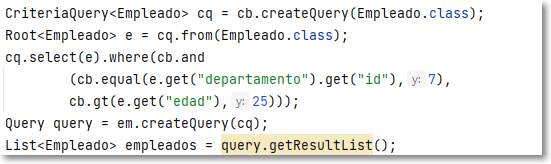 CriteriaQuery<Empleado> cq = cb.createQuery(Empleado.class);
Root<Empleado> e = cq.from(Empleado.class);
cq.select(e).where(cb.and
(cb.equal(e.get("departamento").get("id"), y: 7),
cb.gt(e.get("edad"), y: 25)));
Query query = em.createQuery(cq);
List<Empleado> empleados = query.getResultList();